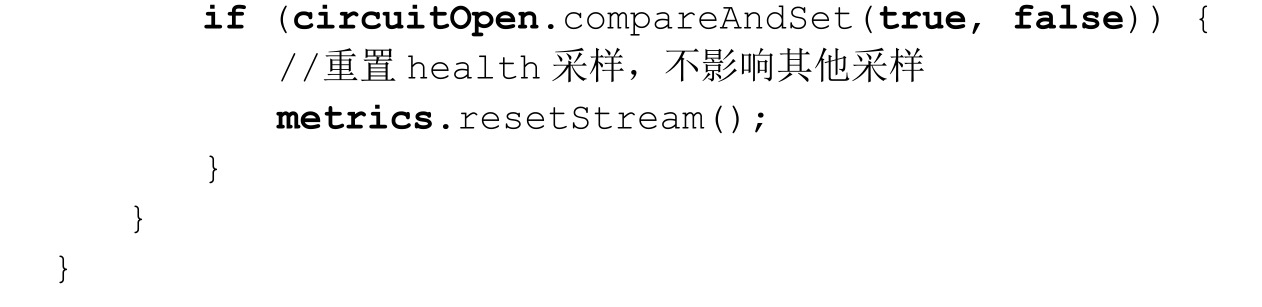 if (circuitOpen.compareAndSet(true, false)) {
//重置 health 采样，不影响其他采样
metrics.resetStream();
}
}
}